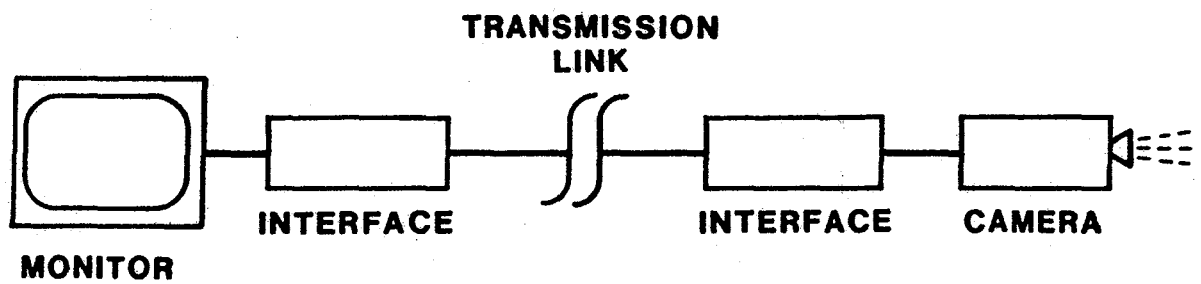 TRANSMISSION
LINK
INTERFACE
INTERFACE
CAMERA
MONITOR